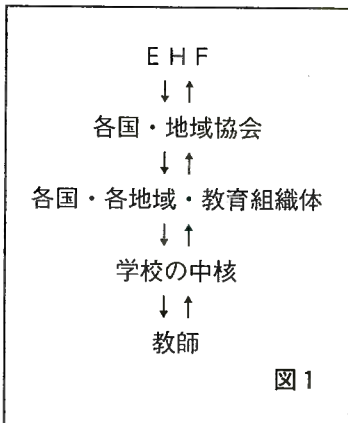 ＥＨＦ
↓ ↑
各国・地域協会
↓ ↑
各国・各地域・教育組織体
↓ ↑
学校の中核
↓ ↑
教師
図１